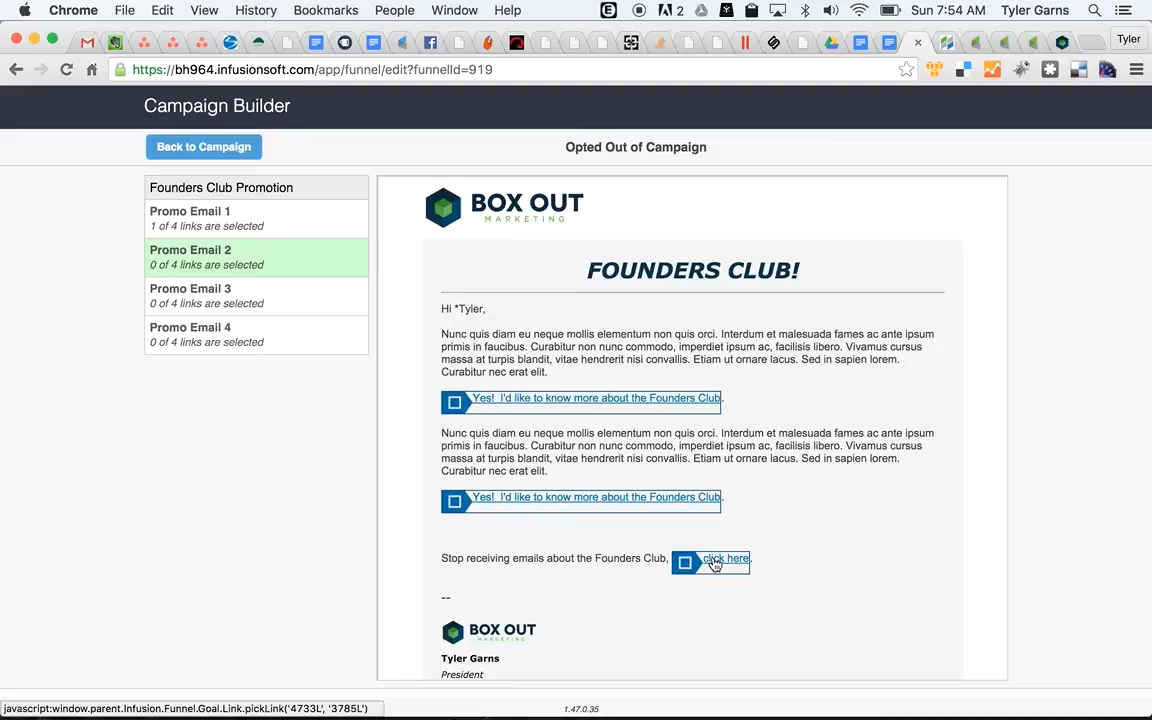 Chrome File Edit View History Bookmarks People Window Help 2 Sun 7:54 AM Tyler Garns
Tyler
https://bh964.infusionsoft.com/app/funnel/edit?funnelId=919
Campaign Builder
Back to Campaign
Opted Out of Campaign
Founders Club Promotion
Promo Email 1
1 of 4 links are selected
Promo Email 2
0 of 4 links are selected
Promo Email 3
0 of 4 links are selected
Promo Email 4
0 of 4 links are selected
BOX OUT
MARKETING
FOUNDERS CLUB!
Hi *Tyler,
Nunc quis diam eu neque mollis elementum non quis orci. Interdum et malesuada fames ac ante ipsum
primis in faucibus. Curabitur non nunc commodo, imperdiet ipsum ac, facilisis libero. Vivamus cursus
massa at turpis blandit, vitae hendrerit nisi convallis. Etiam ut ornare lacus. Sed in sapien lorem.
Curabitur nec erat elit.
Yes! I'd like to know more about the Founders Club.
Nunc quis diam eu neque mollis elementum non quis orci. Interdum et malesuada fames ac ante ipsum
primis in faucibus. Curabitur non nunc commodo, imperdiet ipsum ac, facilisis libero. Vivamus cursus
massa at turpis blandit, vitae hendrerit nisi convallis. Etiam ut ornare lacus. Sed in sapien lorem.
Curabitur nec erat elit.
Yes! I'd like to know more about the Founders Club.
Stop receiving emails about the Founders Club, click here.
--
BOX OUT
MARKETING
Tyler Garns
President
javascript:window.parent.Infusion.Funnel.Goal.Link.pickLink('4733L', '3785L')
1.47.0.35